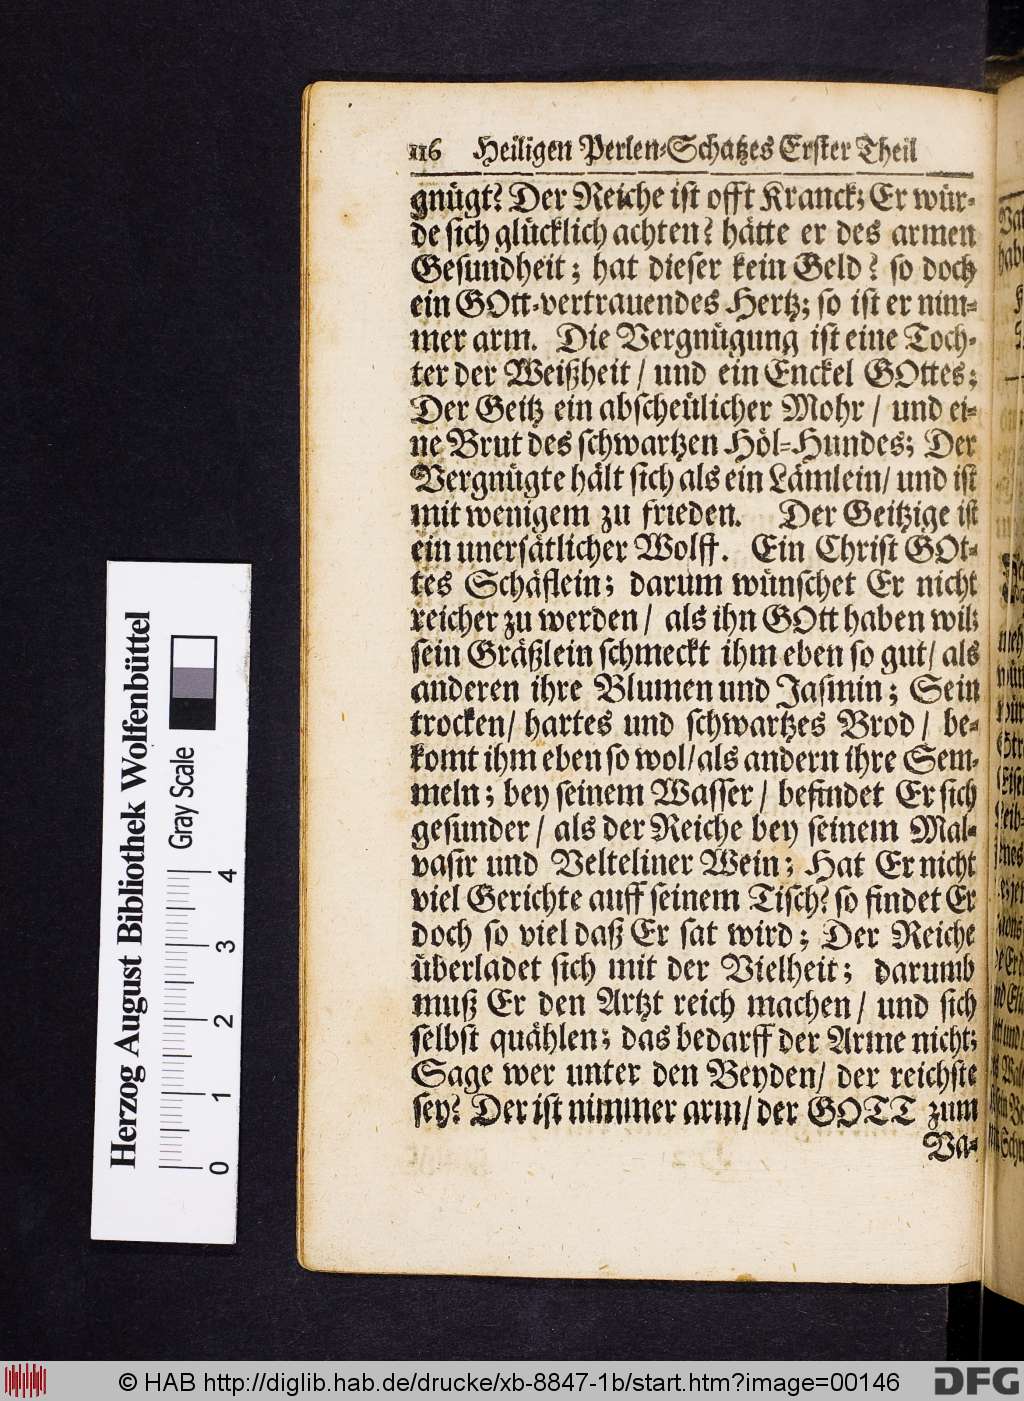 116 Heiligen Perlen-Schatzes Erster Theil
gnügt? Der Reiche ist offt Kranck; Er wür-
de sich glücklich achten? hätte er des armen
Gesundheit; hat dieser kein Geld? so doch
ein GOtt-vertrauendes Hertz; so ist er nim-
mer arm. Die Vergnügung ist eine Toch-
ter der Weißheit / und ein Enckel GOttes;
Der Geitz ein abscheülicher Mohr / und ei-
ne Brut des schwartzen Höl-Hundes; Der
Vergnügte hält sich als ein Lämlein / und ist
mit wenigem zu frieden. Der Geitzige ist
ein unersätlicher Wolff. Ein Christ GOt-
tes Schäflein; darum wünschet Er nicht
reicher zu werden / als ihn GOtt haben wil;
sein Gräßlein schmeckt ihm eben so gut / als
anderen ihre Blumen und Jasmin; Sein
trocken / hartes und schwartzes Brod / be-
komt ihm eben so wol / als andern ihre Sem-
meln; bey seinem Wasser / befindet Er sich
gesunder / als der Reiche bey seinem Mal-
vasir und Velteliner Wein; Hat Er nicht
viel Gerichte auff seinem Tisch? so findet Er
doch so viel daß Er sat wird; Der Reiche
überladet sich mit der Vielheit; darumb
muß Er den Artzt reich machen / und sich
selbst quählen; das bedarff der Arme nicht;
Sage wer unter den Beyden / der reichste
sey? Der ist nimmer arm / der GOTT zum
Va-
Herzog August Bibliothek Wolfenbüttel
Gray Scale
0 1 2 3 4
© HAB http://diglib.hab.de/drucke/xb-8847-1b/start.htm?image=00146
DFG